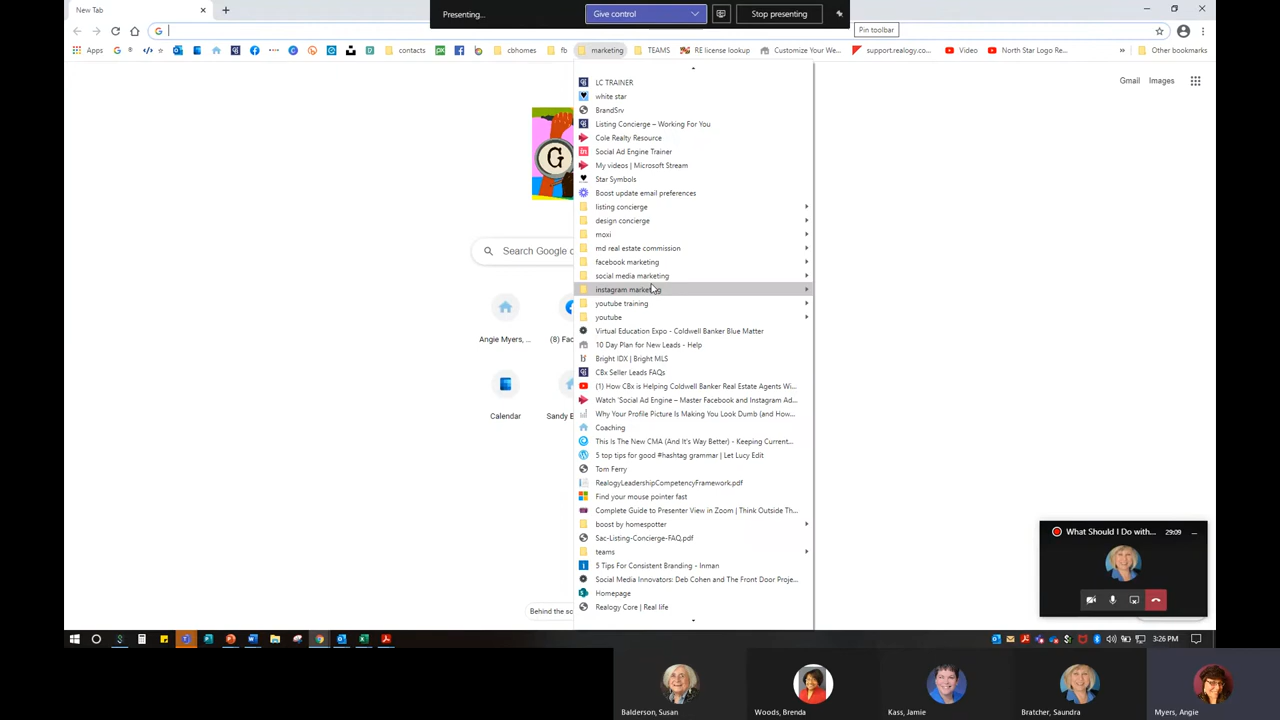 New Tab
Presenting...
Give control
Stop presenting
Pin toolbar
Apps
contacts
cbhomes
fb
marketing
TEAMS
RE license lookup
Customize Your We...
support.realogy.co...
Video
North Star Logo Re...
Other bookmarks
Gmail
Images
LC TRAINER
white star
BrandSrv
Listing Concierge – Working For You
Cole Realty Resource
Social Ad Engine Trainer
My videos | Microsoft Stream
Star Symbols
Boost update email preferences
listing concierge
design concierge
moxi
md real estate commission
facebook marketing
social media marketing
instagram marketing
youtube training
youtube
Virtual Education Expo - Coldwell Banker Blue Matter
10 Day Plan for New Leads - Help
Bright IDX | Bright MLS
CBx Seller Leads FAQs
(1) How CBx is Helping Coldwell Banker Real Estate Agents Wi...
Watch 'Social Ad Engine – Master Facebook and Instagram Ad...
Why Your Profile Picture Is Making You Look Dumb (and How...
Coaching
This Is The New CMA (And It's Way Better) - Keeping Current...
5 top tips for good #hashtag grammar | Let Lucy Edit
Tom Ferry
RealogyLeadershipCompetencyFramework.pdf
Find your mouse pointer fast
Complete Guide to Presenter View in Zoom | Think Outside Th...
boost by homespotter
Sac-Listing-Concierge-FAQ.pdf
teams
5 Tips For Consistent Branding - Inman
Social Media Innovators: Deb Cohen and The Front Door Proje...
Homepage
Realogy Core | Real life
G
Search Google o
Angie Myers, ...
(8) Fac
Calendar
Sandy B
Behind the sc
What Should I Do with...
29:09
3:26 PM
Balderson, Susan
Woods, Brenda
Kass, Jamie
Bratcher, Saundra
Myers, Angie